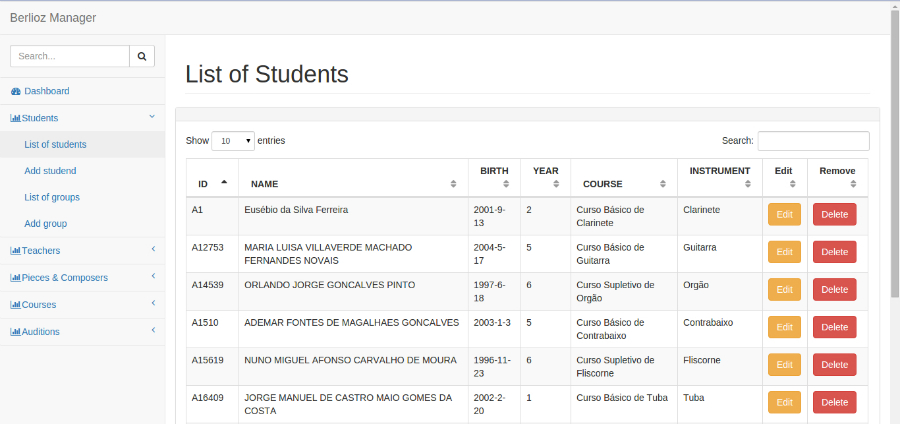 Berlioz Manager
Search...
Dashboard
Students
List of students
Add studend
List of groups
Add group
Teachers
Pieces & Composers
Courses
Auditions
List of Students
Show 10 entries
Search:
ID NAME BIRTH YEAR COURSE INSTRUMENT Edit Remove
A1 Eusébio da Silva Ferreira 2001-9- 2 Curso Básico de Clarinete Edit Delete
13 Clarinete
A12753 MARIA LUISA VILLAVERDE MACHADO 2004-5- 5 Curso Básico de Guitarra Edit Delete
FERNANDES NOVAIS 17 Guitarra
A14539 ORLANDO JORGE GONCALVES PINTO 1997-6- 6 Curso Supletivo de Orgão Edit Delete
18 Orgão
A1510 ADEMAR FONTES DE MAGALHAES GONCALVES 2003-1-3 5 Curso Básico de Contrabaixo Edit Delete
Contrabaixo
A15619 NUNO MIGUEL AFONSO CARVALHO DE MOURA 1996-11- 6 Curso Supletivo de Fliscorne Edit Delete
23 Fliscorne
A16409 JORGE MANUEL DE CASTRO MAIO GOMES DA 2002-2- 1 Curso Básico de Tuba Tuba Edit Delete
COSTA 20